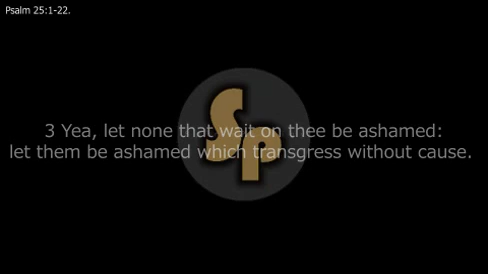 Psalm 25:1-22.
3 Yea, let none that wait on thee be ashamed:
let them be ashamed which transgress without cause.
SP